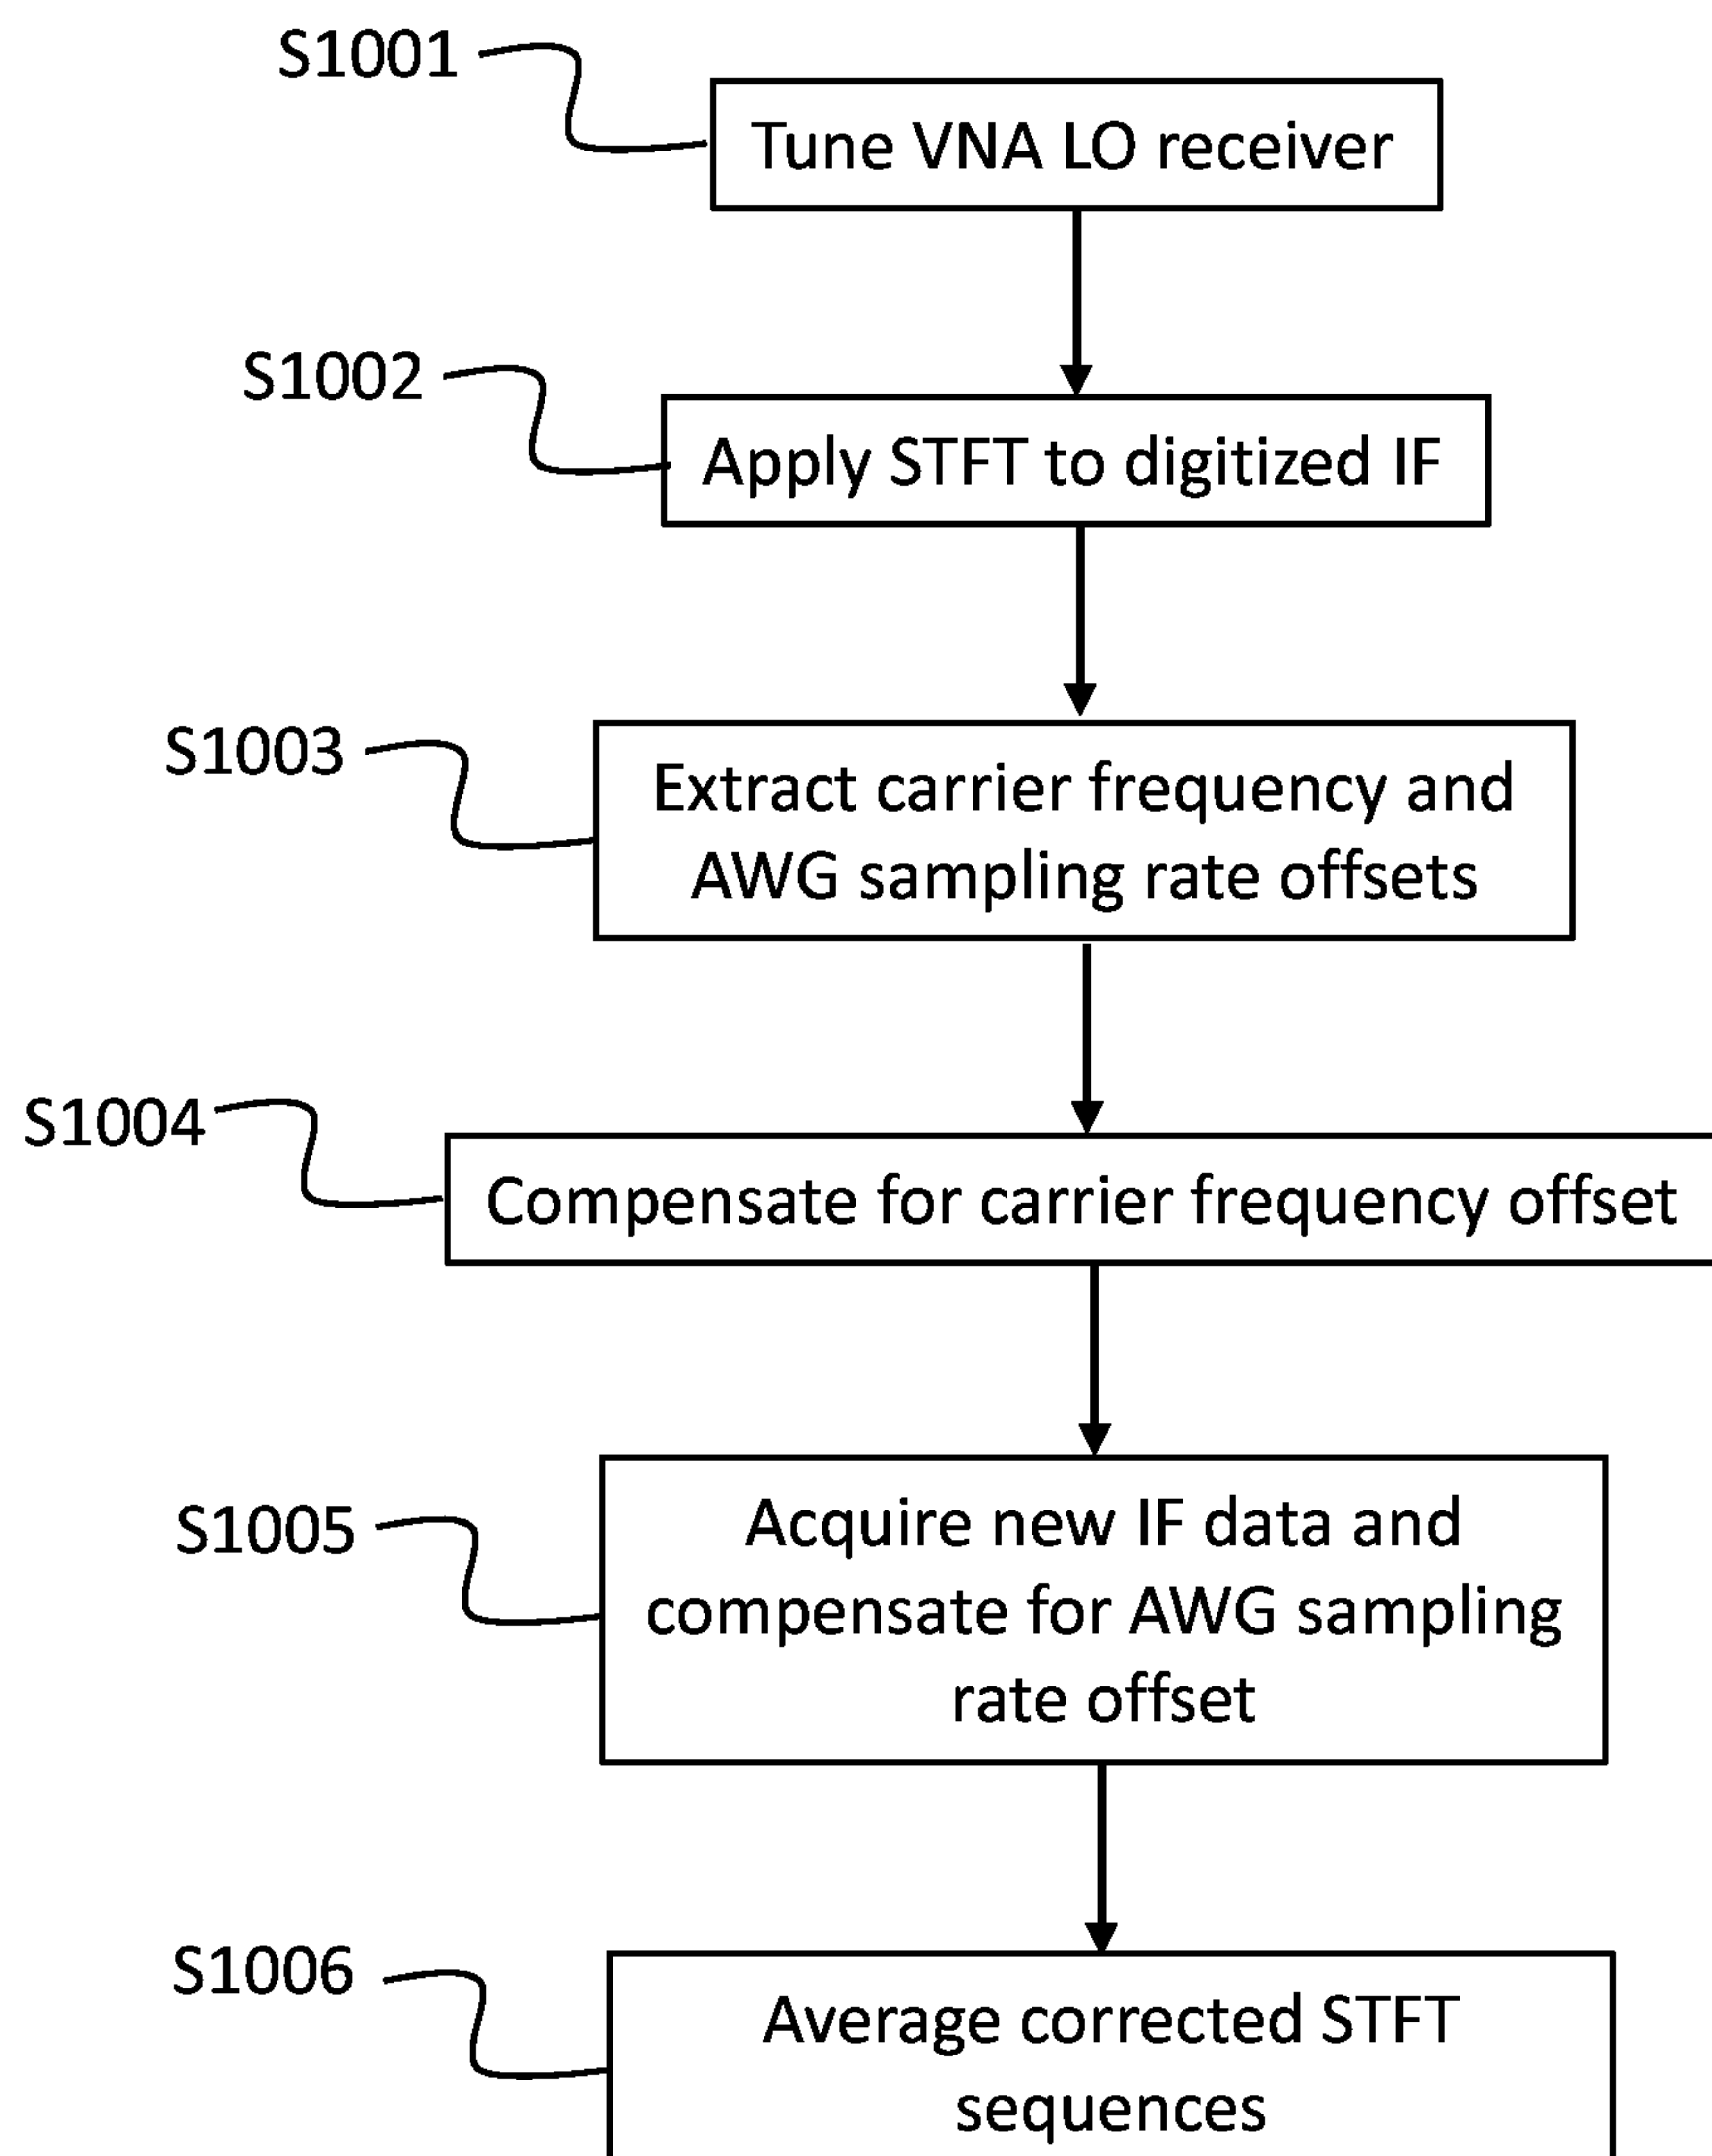 S1001
Tune VNA LO receiver
S1002
Apply STFT to digitized IF
S1003
Extract carrier frequency and
AWG sampling rate offsets
S1004
Compensate for carrier frequency offset
S1005
Acquire new IF data and
compensate for AWG sampling
rate offset
S1006
Average corrected STFT
sequences